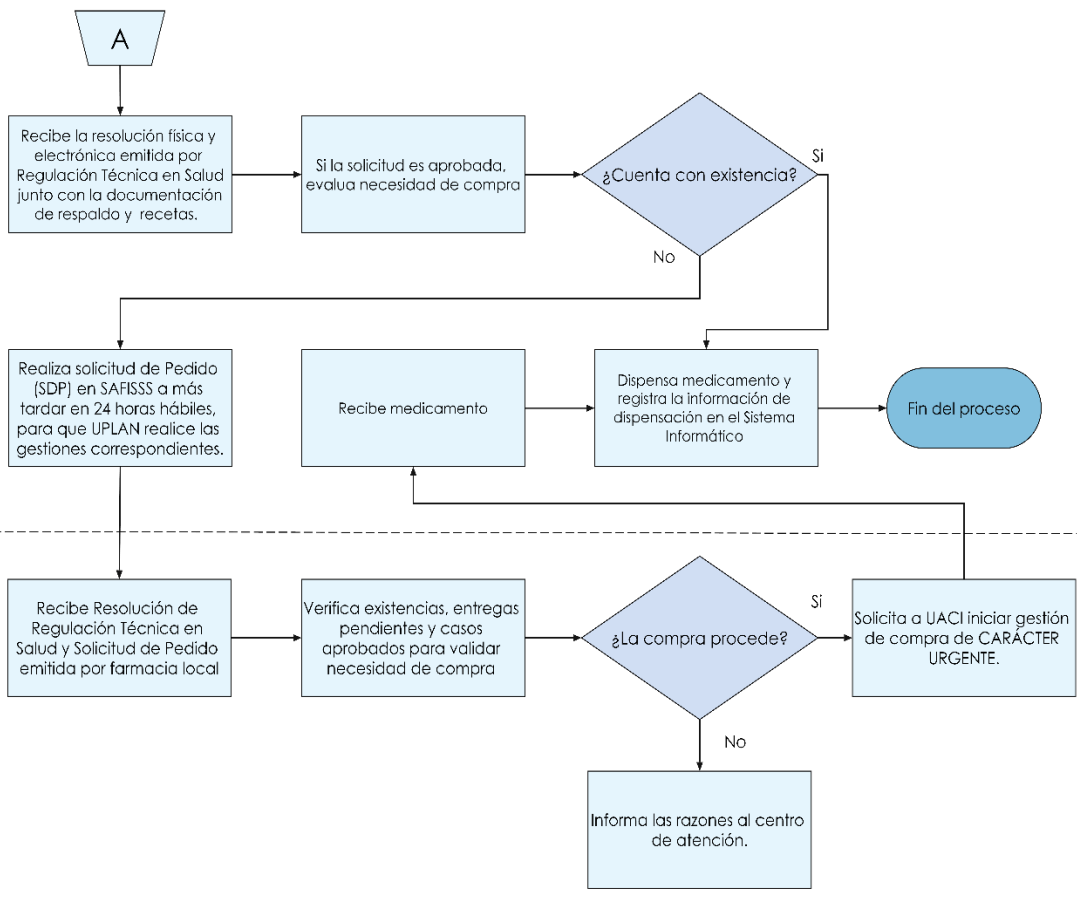 A
Recibe la resolución física y
electrónica emitida por
Regulación Técnica en Salud
junto con la documentación
de respaldo y recetas.
Si la solicitud es aprobada,
evalua necesidad de compra
¿Cuenta con existencia?
Si
No
Realiza solicitud de Pedido
(SDP) en SAFISSS a más
tardar en 24 horas hábiles,
para que UPLAN realice las
gestiones correspondientes.
Recibe medicamento
Dispensa medicamento y
registra la información de
dispensación en el Sistema
Informático
Fin del proceso
Recibe Resolución de
Regulación Técnica en
Salud y Solicitud de Pedido
emitida por farmacia local
Verifica existencias, entregas
pendientes y casos
aprobados para validar
necesidad de compra
¿La compra procede?
Si
Solicita a UACI iniciar gestión
de compra de CARÁCTER
URGENTE.
No
Informa las razones al centro
de atención.